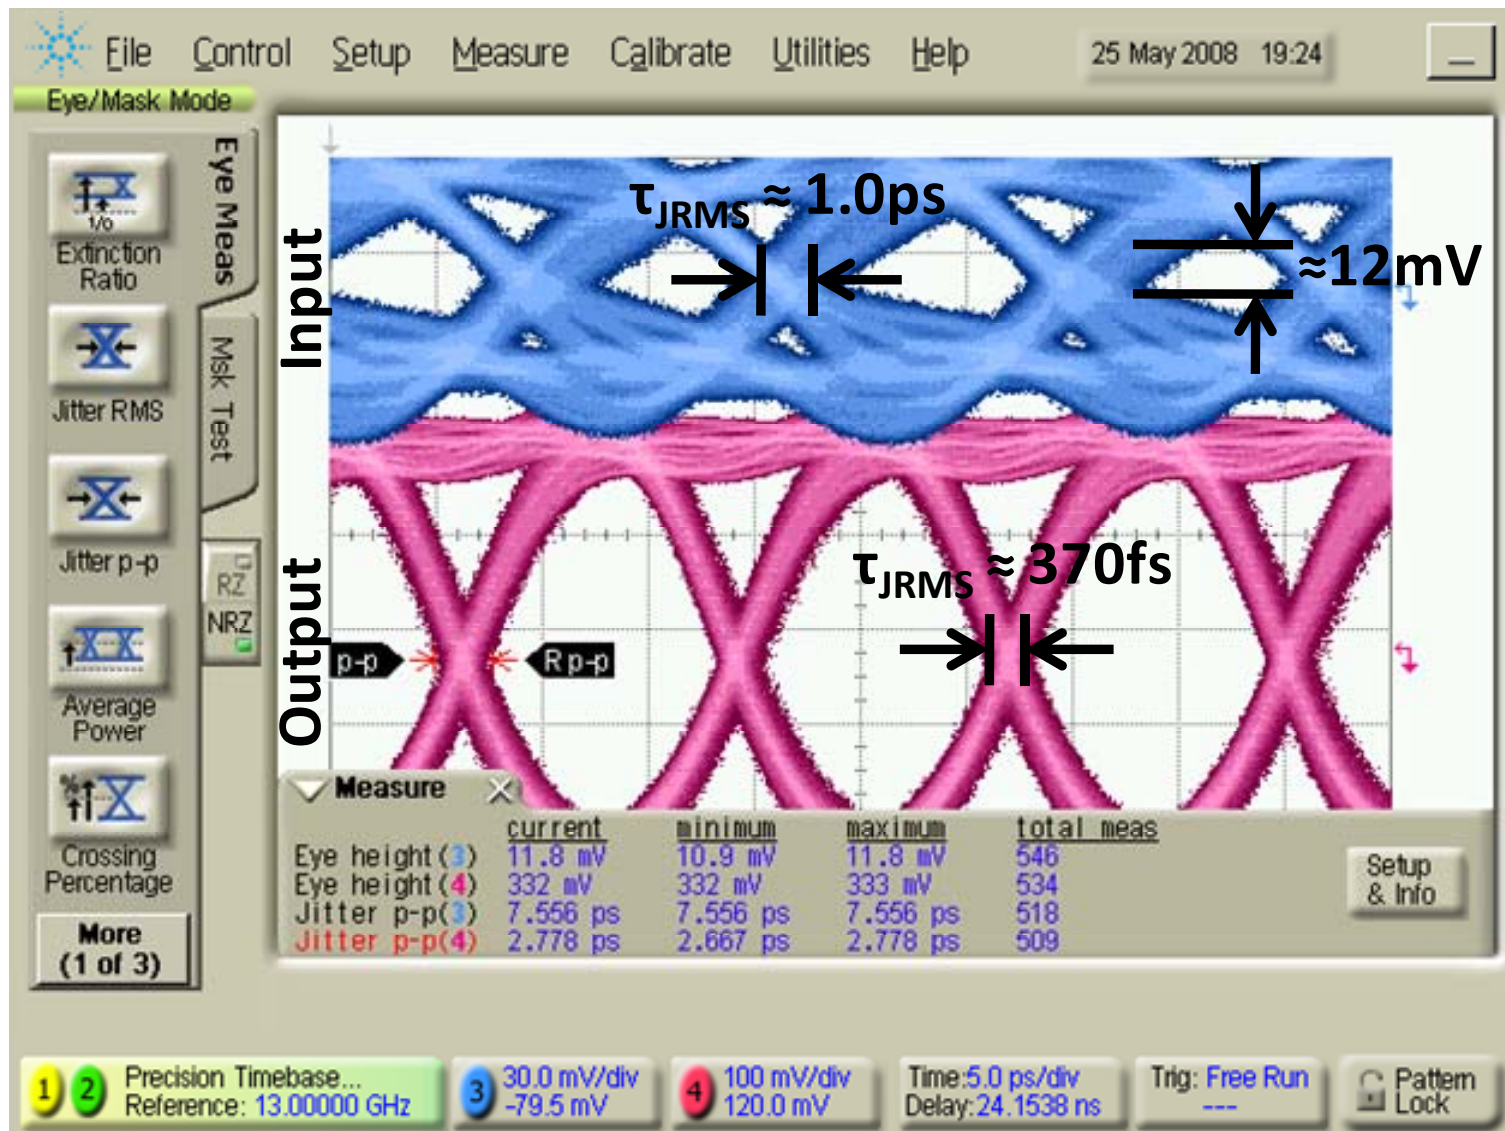 File Control Setup Measure Calibrate Utilities Help 25 May 2008 19:24
Eye/Mask Mode
Eye Meas
Msk Test
1/0
Extinction
Ratio
Jitter RMS
Jitter p-p
RZ
NRZ
Average
Power
%
Crossing
Percentage
More
(1 of 3)
Input
τJRMS ≈ 1.0ps
≈12mV
Output
τJRMS ≈ 370fs
p-p
R p-p
Measure
current minimum maximum total meas
Eye height(3) 11.8 mV 10.9 mV 11.8 mV 546
Eye height(4) 332 mV 332 mV 333 mV 534
Jitter p-p(3) 7.556 ps 7.556 ps 7.556 ps 518
Jitter p-p(4) 2.778 ps 2.667 ps 2.778 ps 509
Setup
& Info
1 2 Precision Timebase...
Reference: 13.00000 GHz
3 30.0 mV/div
-79.5 mV
4 100 mV/div
120.0 mV
Time:5.0 ps/div
Delay:24.1538 ns
Trig: Free Run
---
Pattern
Lock